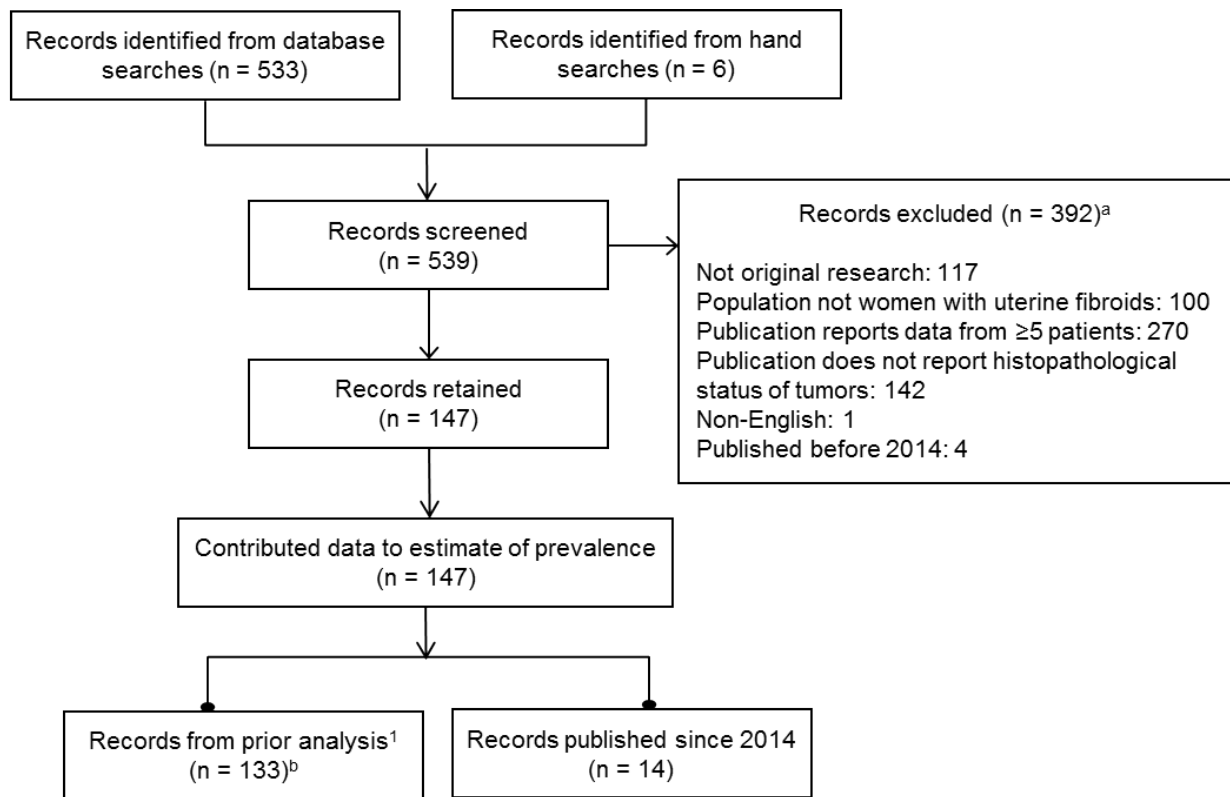 Records identified from database
searches (n = 533)
Records identified from hand
searches (n = 6)
Records screened
(n = 539)
Records excluded (n = 392)ᵃ
Not original research: 117
Population not women with uterine fibroids: 100
Publication reports data from ≥5 patients: 270
Publication does not report histopathological
status of tumors: 142
Non-English: 1
Published before 2014: 4
Records retained
(n = 147)
Contributed data to estimate of prevalence
(n = 147)
Records from prior analysis¹
(n = 133)ᵇ
Records published since 2014
(n = 14)